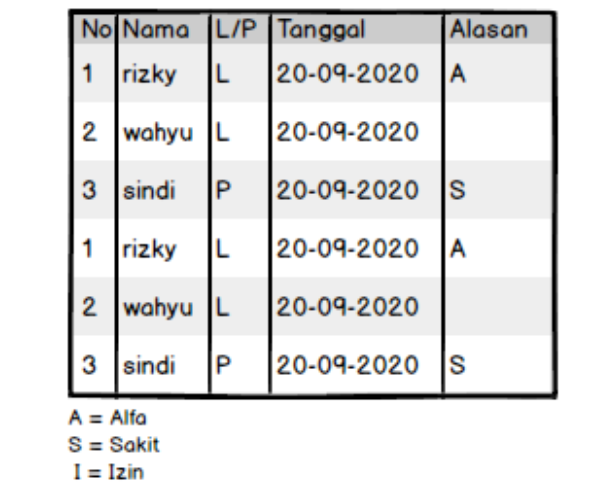 No Nama L/P Tanggal Alasan
1 rizky L 20-09-2020 A
2 wahyu L 20-09-2020
3 sindi P 20-09-2020 S
1 rizky L 20-09-2020 A
2 wahyu L 20-09-2020
3 sindi P 20-09-2020 S
A = Alfa
S = Sakit
I = Izin